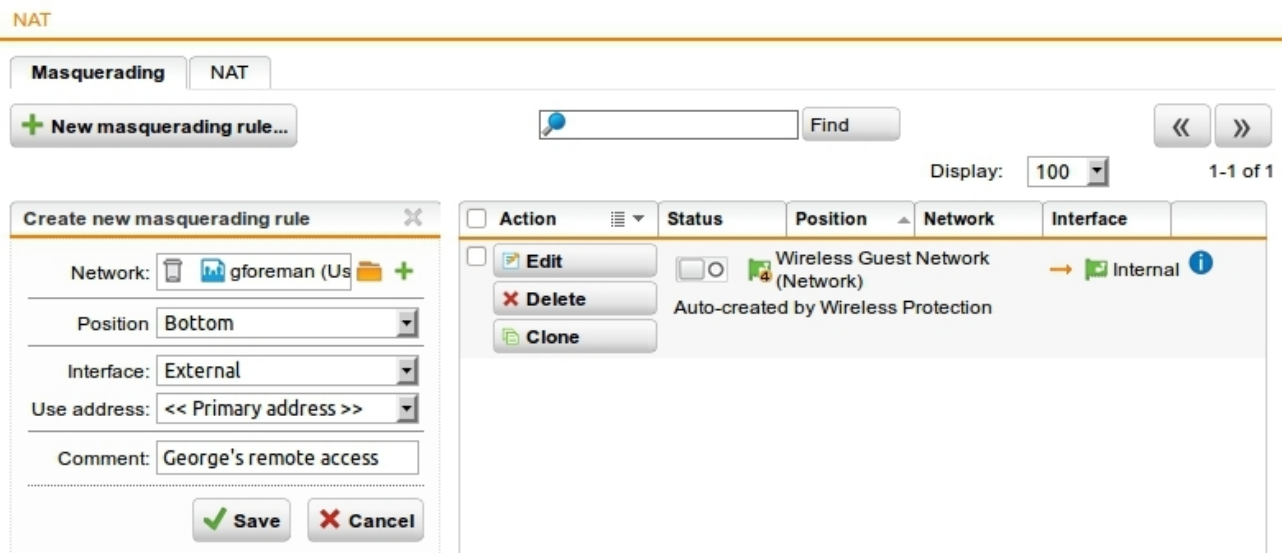 NAT
Masquerading NAT
New masquerading rule...
Find
« »
Display: 100 1-1 of 1
Create new masquerading rule
Network: gforeman (Us
Position Bottom
Interface: External
Use address: << Primary address >>
Comment: George's remote access
Save Cancel
Action Status Position Network Interface
Edit
Delete
Clone
4 Wireless Guest Network
(Network)
Internal i
Auto-created by Wireless Protection